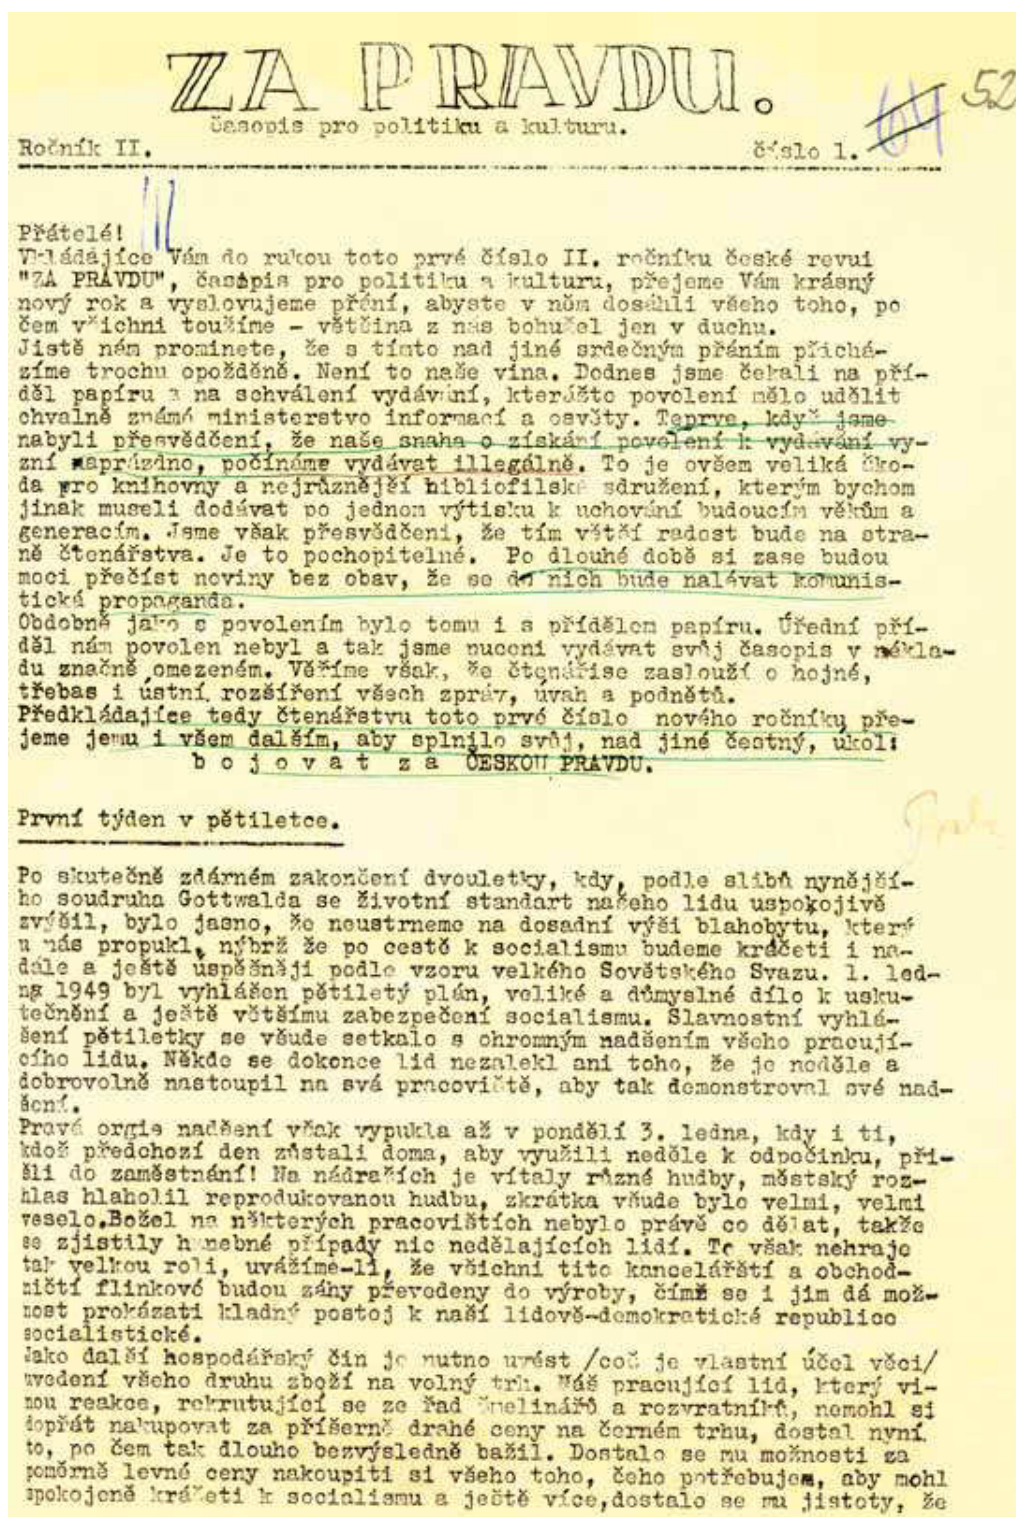 ZA PRAVDU.
52
časopis pro politiku a kulturu.
64
Ročník II.
číslo 1.
Přátelé!
Vkládajíce Vám do rukou toto prvé číslo II. ročníku české revui
"ZA PRAVDU", časopis pro politiku a kulturu, přejeme Vám krásný
nový rok a vyslovujeme přání, abyste v něm dosáhli všeho toho, po
čem všichni toužíme - většina z nás bohužel jen v duchu.
Jistě nám prominete, že s tímto nad jiné srdečným přáním přichá-
zíme trochu opožděně. Není to naše vina. Dodnes jsme čekali na pří-
děl papíru a na schválení vydávání, kterážto povolení mělo udělit
chvalně známé ministerstvo informací a osvěty. Teprve, když jsme
nabyli přesvědčení, že naše snaha o získání povolení k vydávání vy-
zní naprázdno, počínáme vydávat illegálně. To je ovšem veliká ško-
da pro knihovny a nejrůznější bibliofilské sdružení, kterým bychom
jinak museli dodávat po jednom výtisku k uchování budoucím věkům a
generacím. Jsme však přesvědčeni, že tím větší radost bude na stra-
ně čtenářstva. Je to pochopitelné. Po dlouhé době si zase budou
moci přečíst noviny bez obav, že se do nich bude nalávat komunis-
tická propaganda.
Obdobně jako s povolením bylo tomu i s přídělem papíru. Úřední pří-
děl nám povolen nebyl a tak jsme nuceni vydávat svůj časopis v nákla-
du značně omezeném. Věříme však, že čtenářise zaslouží o hojné,
třebas i ústní rozšíření všech zpráv, úvah a podnětů.
Předkládajíce tedy čtenářstvu toto prvé číslo nového ročníku pře-
jeme jemu i všem dalším, aby splnilo svůj, nad jiné čestný, úkol:
b o j o v a t za ČESKOU PRAVDU.
První týden v pětiletce.
Po skutečně zdárném zakončení dvouletky, kdy, podle slibů nynější-
ho soudruha Gottwalda se životní standart našeho lidu uspokojivě
zvýšil, bylo jasno, že neustrneme na dosadní výši blahobytu, který
u nás propukl, nýbrž že po cestě k socialismu budeme kráčeti i na-
dále a ještě úspěšněji podle vzoru velkého Sovětského Svazu. 1. led-
na 1949 byl vyhlášen pětiletý plán, veliké a důmyslné dílo k usku-
tečnění a ještě většímu zabezpečení socialismu. Slavnostní vyhlá-
šení pětiletky se všude setkalo s ohromným nadšením všeho pracují-
cího lidu. Někde se dokonce lid nezalekl ani toho, že je neděle a
dobrovolně nastoupil na svá pracoviště, aby tak demonstroval své nad-
šení.
Pravá orgie nadšení však vypukla až v pondělí 3. ledna, kdy i ti,
kdož předchozí den zůstali doma, aby využili neděle k odpočinku, při-
šli do zaměstnání! Na nádražích je vítaly různé hudby, městský roz-
hlas hlaholil reprodukovanou hudbu, zkrátka všude bylo velmi, velmi
veselo.Božel na některých pracovištích nebylo právě co dělat, takže
se zjistily hanebné případy nic nedělajících lidí. To však nehraje
tak velkou roli, uvážíme-li, že všichni tito kancelářští a obchod-
ničtí flinkové budou záhy převedeny do výroby, čímž se i jim dá mož-
nost prokázati kladný postoj k naší lidově-demokratické republice
socialistické.
Jako další hospodářský čin je nutno uvést /což je vlastní účel věci/
uvedení všeho druhu zboží na volný trh. Náš pracující lid, který vi-
nou reakce, rekrutující se ze řad šmelinářů a rozvratníků, nemohl si
dopřát nakupovat za příšerně drahé ceny na černém trhu, dostal nyní
to, po čem tak dlouho bezvýsledně bažil. Dostalo se mu možnosti za
poměrně levné ceny nakoupiti si všeho toho, čeho potřebujem, aby mohl
spokojeně kráčeti k socialismu a ještě více,dostalo se mu jistoty, že